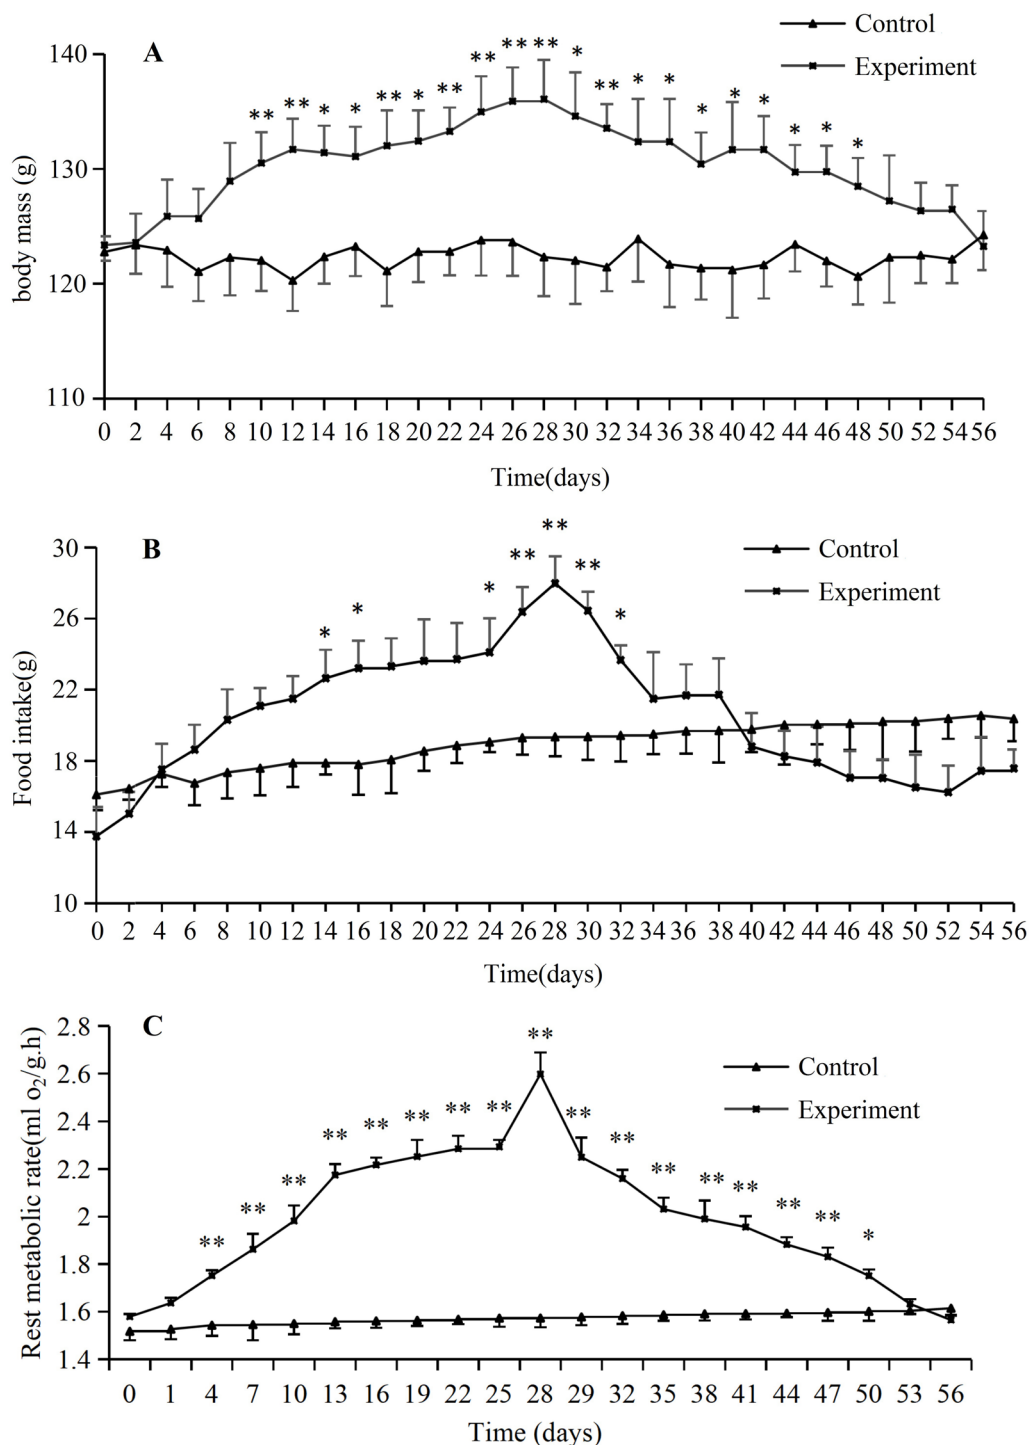 Control
Experiment
A
140
130
120
110
body mass (g)
** ** * * ** * ** ** ** ** * ** * * * * * * * *
0 2 4 6 8 10 12 14 16 18 20 22 24 26 28 30 32 34 36 38 40 42 44 46 48 50 52 54 56
Time(days)
B
Control
Experiment
30
26
22
18
14
10
Food intake(g)
* * * ** ** ** *
0 2 4 6 8 10 12 14 16 18 20 22 24 26 28 30 32 34 36 38 40 42 44 46 48 50 52 54 56
Time(days)
C
Control
Experiment
2.8
2.6
2.4
2.2
2
1.8
1.6
1.4
Rest metabolic rate(ml o₂/g.h)
** ** ** ** ** ** ** ** ** ** ** ** ** ** ** ** *
0 1 4 7 10 13 16 19 22 25 28 29 32 35 38 41 44 47 50 53 56
Time (days)